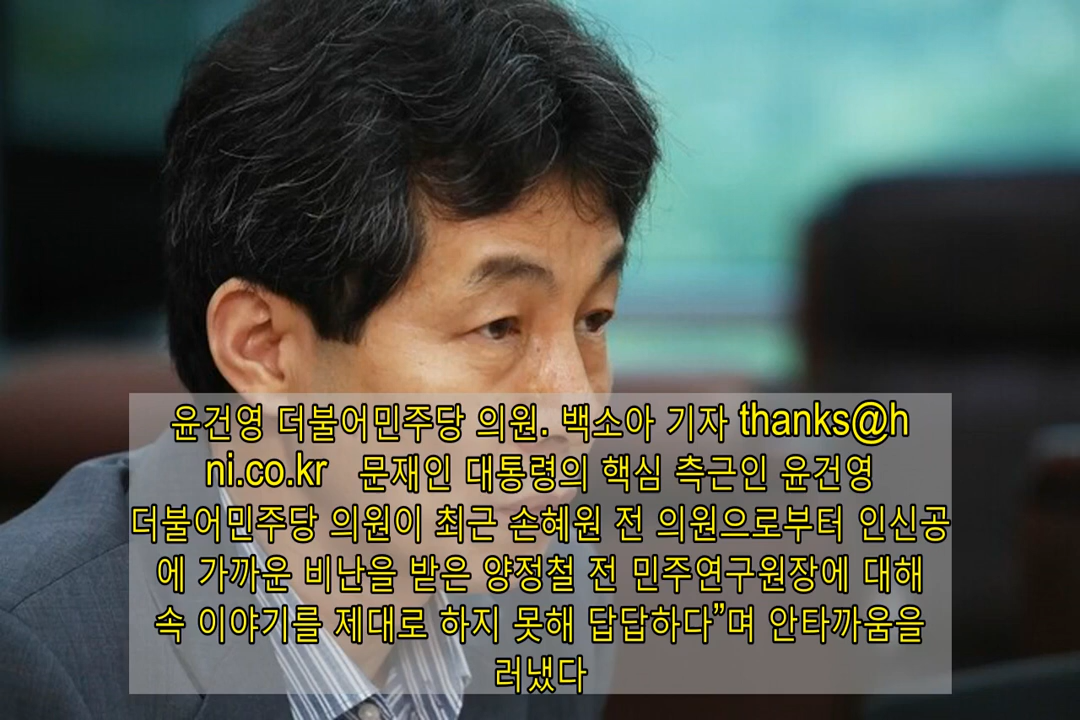 윤건영 더불어민주당 의원. 백소아 기자 thanks@h
ni.co.kr 문재인 대통령의 핵심 측근인 윤건영
더불어민주당 의원이 최근 손혜원 전 의원으로부터 인신공
에 가까운 비난을 받은 양정철 전 민주연구원장에 대해
속 이야기를 제대로 하지 못해 답답하다”며 안타까움을
러냈다